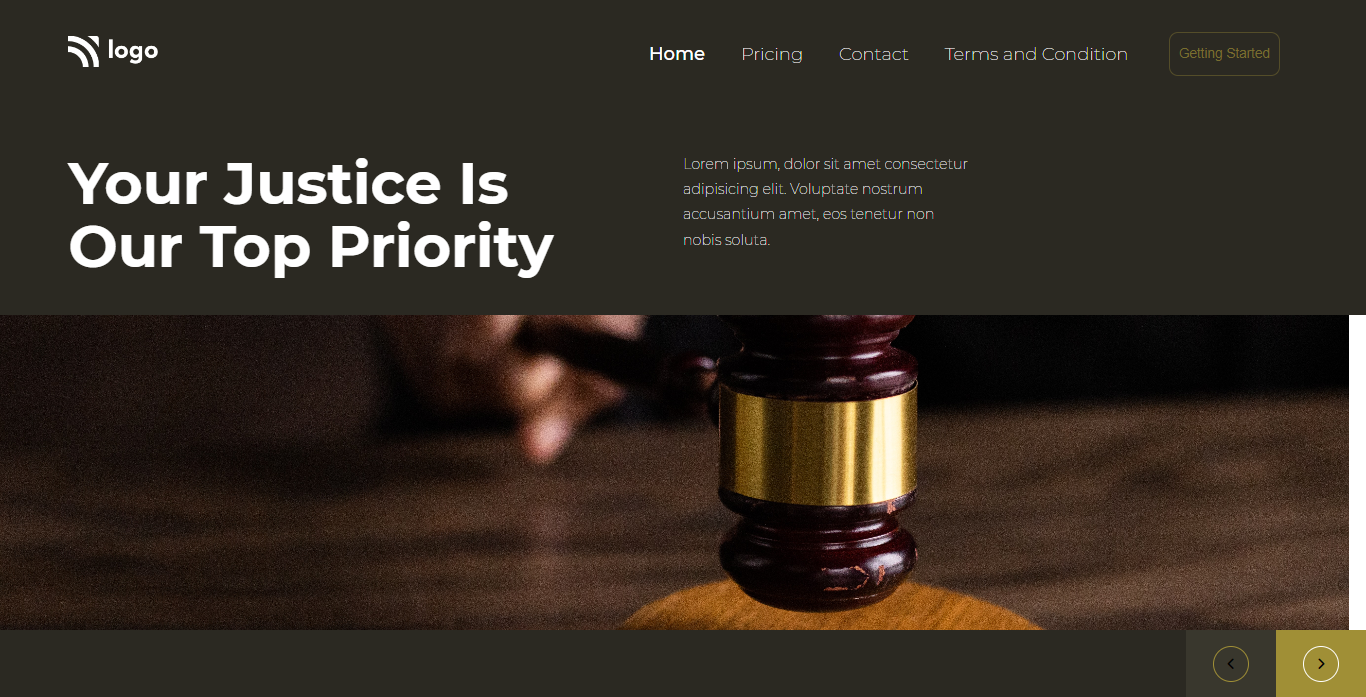 logo
Home Pricing Contact Terms and Condition Getting Started
Your Justice Is
Our Top Priority
Lorem ipsum, dolor sit amet consectetur
adipisicing elit. Voluptate nostrum
accusantium amet, eos tenetur non
nobis soluta.